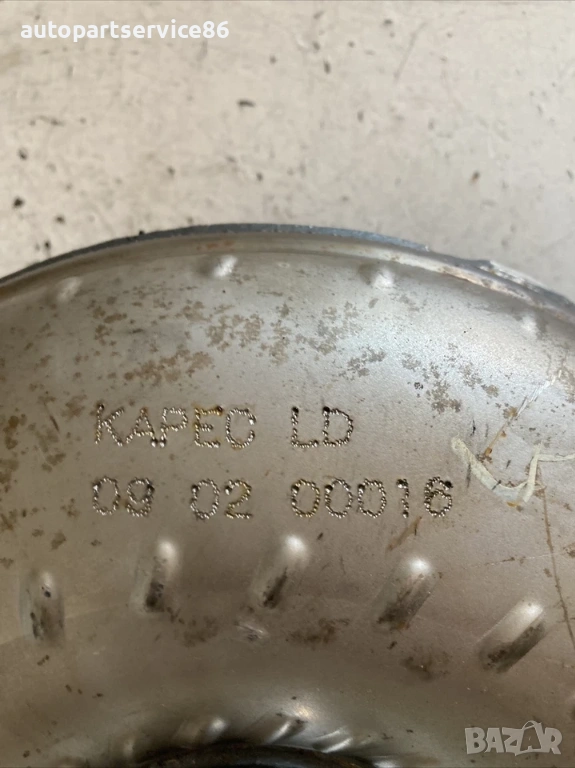 autopartservice86
KAPEC LD
09 02 00016
BAZAR